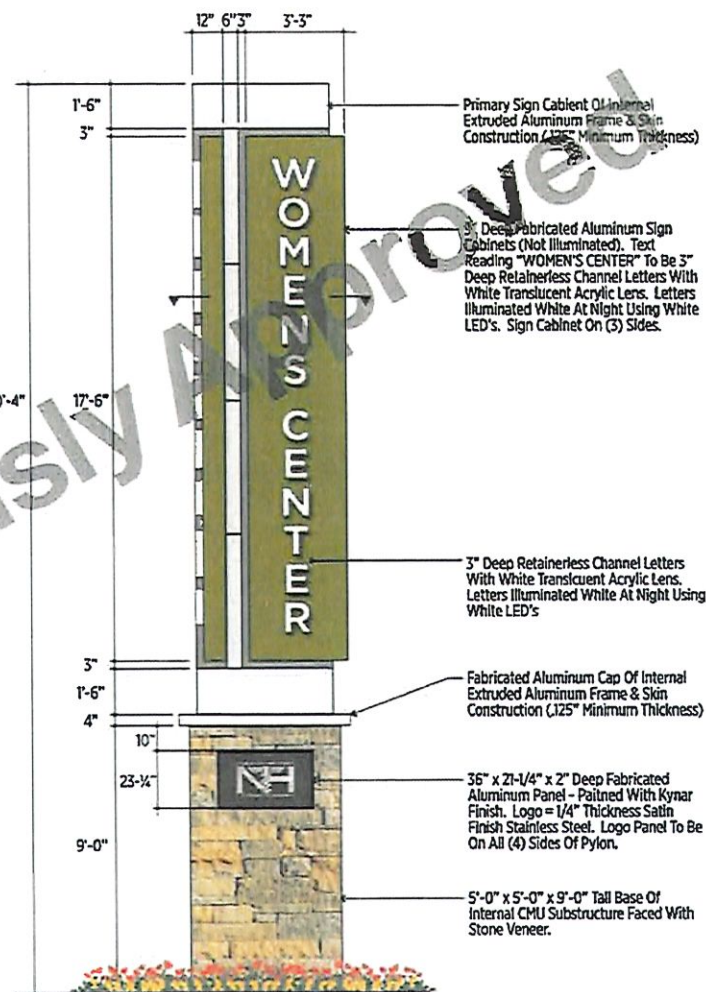 12" 6" 3" 3'-3"
1'-6"
3"
Primary Sign Cabient Of Internal
Extruded Aluminum Frame & Skin
Construction (.125" Minimum Thickness)
9" Deep Fabricated Aluminum Sign
Cabinets (Not Illuminated). Text
Reading "WOMEN'S CENTER" To Be 3"
Deep Retainerless Channel Letters With
White Translucent Acrylic Lens. Letters
Illuminated White At Night Using White
LED's. Sign Cabinet On (3) Sides.
WOMENS CENTER
17'-6"
sly Approved
3" Deep Retainerless Channel Letters
With White Translcuent Acrylic Lens.
Letters Illuminated White At Night Using
White LED's
3"
1'-6"
4"
Fabricated Aluminum Cap Of Internal
Extruded Aluminum Frame & Skin
Construction (.125" Minimum Thickness)
10"
23-¼"
NH
36" x 21-1/4" x 2" Deep Fabricated
Aluminum Panel - Paitned With Kynar
Finish. Logo = 1/4" Thickness Satin
Finish Stainless Steel. Logo Panel To Be
On All (4) Sides Of Pylon.
9'-0"
5'-0" x 5'-0" x 9'-0" Tall Base Of
Internal CMU Substructure Faced With
Stone Veneer.